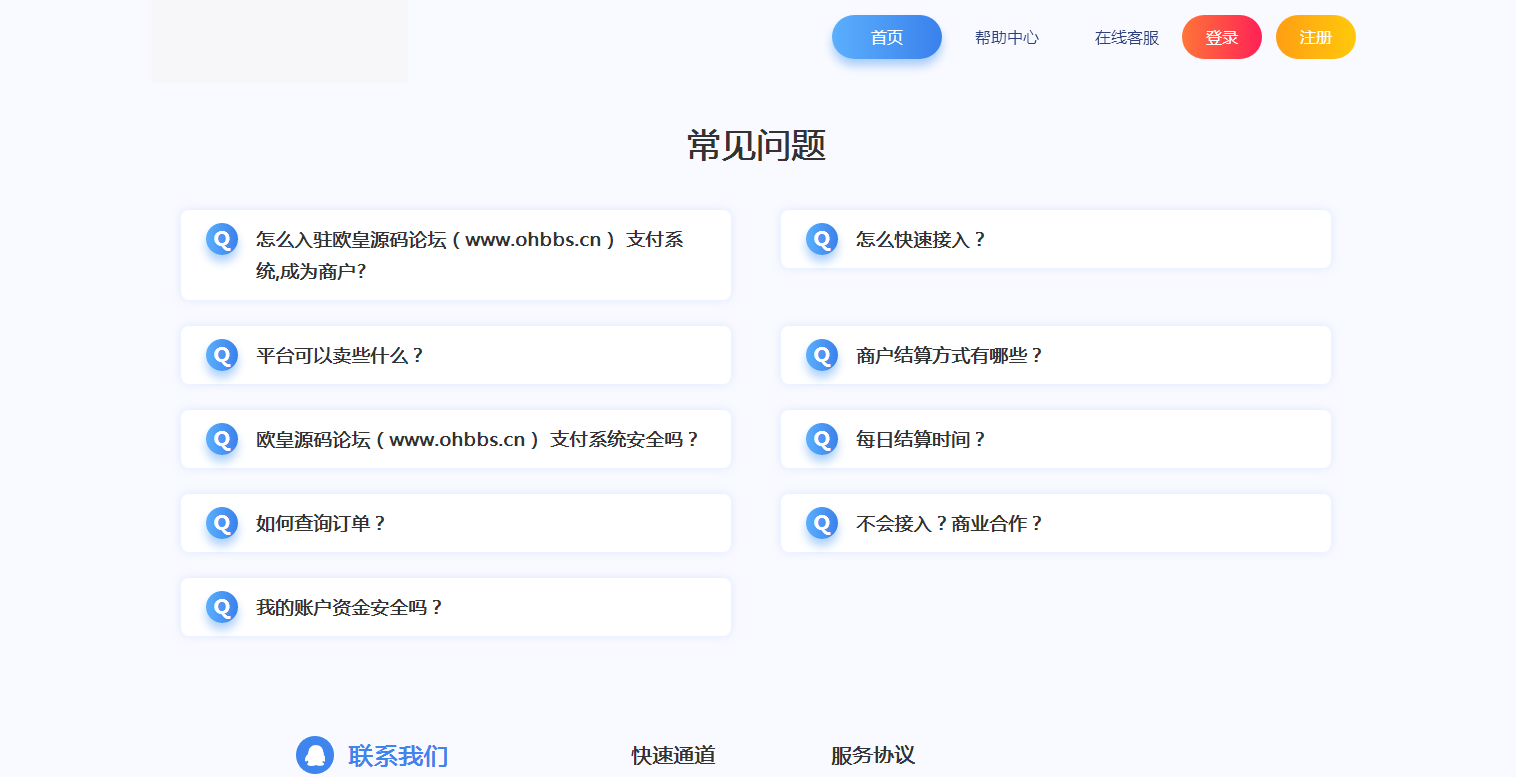 首页
帮助中心
在线客服
登录
注册
常见问题
Q 怎么入驻欧皇源码论坛（www.ohbbs.cn） 支付系
统,成为商户?
Q 怎么快速接入？
Q 平台可以卖些什么？
Q 商户结算方式有哪些？
Q 欧皇源码论坛（www.ohbbs.cn） 支付系统安全吗？
Q 每日结算时间？
Q 如何查询订单？
Q 不会接入？商业合作？
Q 我的账户资金安全吗？
联系我们
快速通道
服务协议